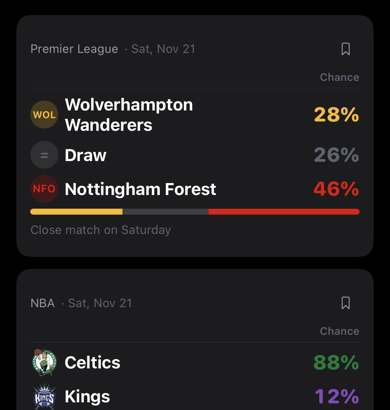 Premier League · Sat, Nov 21
Chance
WOL
Wolverhampton
Wanderers
28%
=
Draw
26%
NFO
Nottingham Forest
46%
Close match on Saturday
NBA · Sat, Nov 21
Chance
Celtics
88%
KINGS
Kings
12%